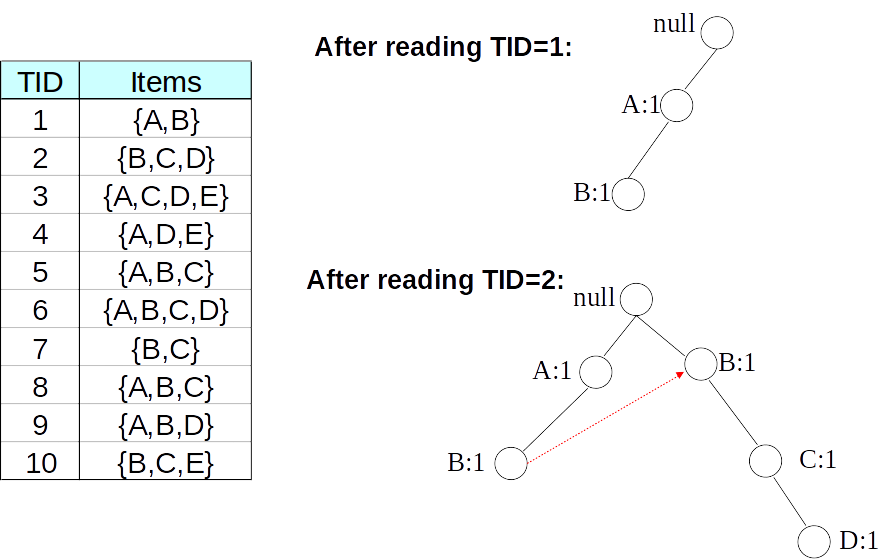 TID Items
1 {A,B}
2 {B,C,D}
3 {A,C,D,E}
4 {A,D,E}
5 {A,B,C}
6 {A,B,C,D}
7 {B,C}
8 {A,B,C}
9 {A,B,D}
10 {B,C,E}
After reading TID=1:
null
A:1
B:1
After reading TID=2:
null
A:1
B:1
B:1
C:1
D:1